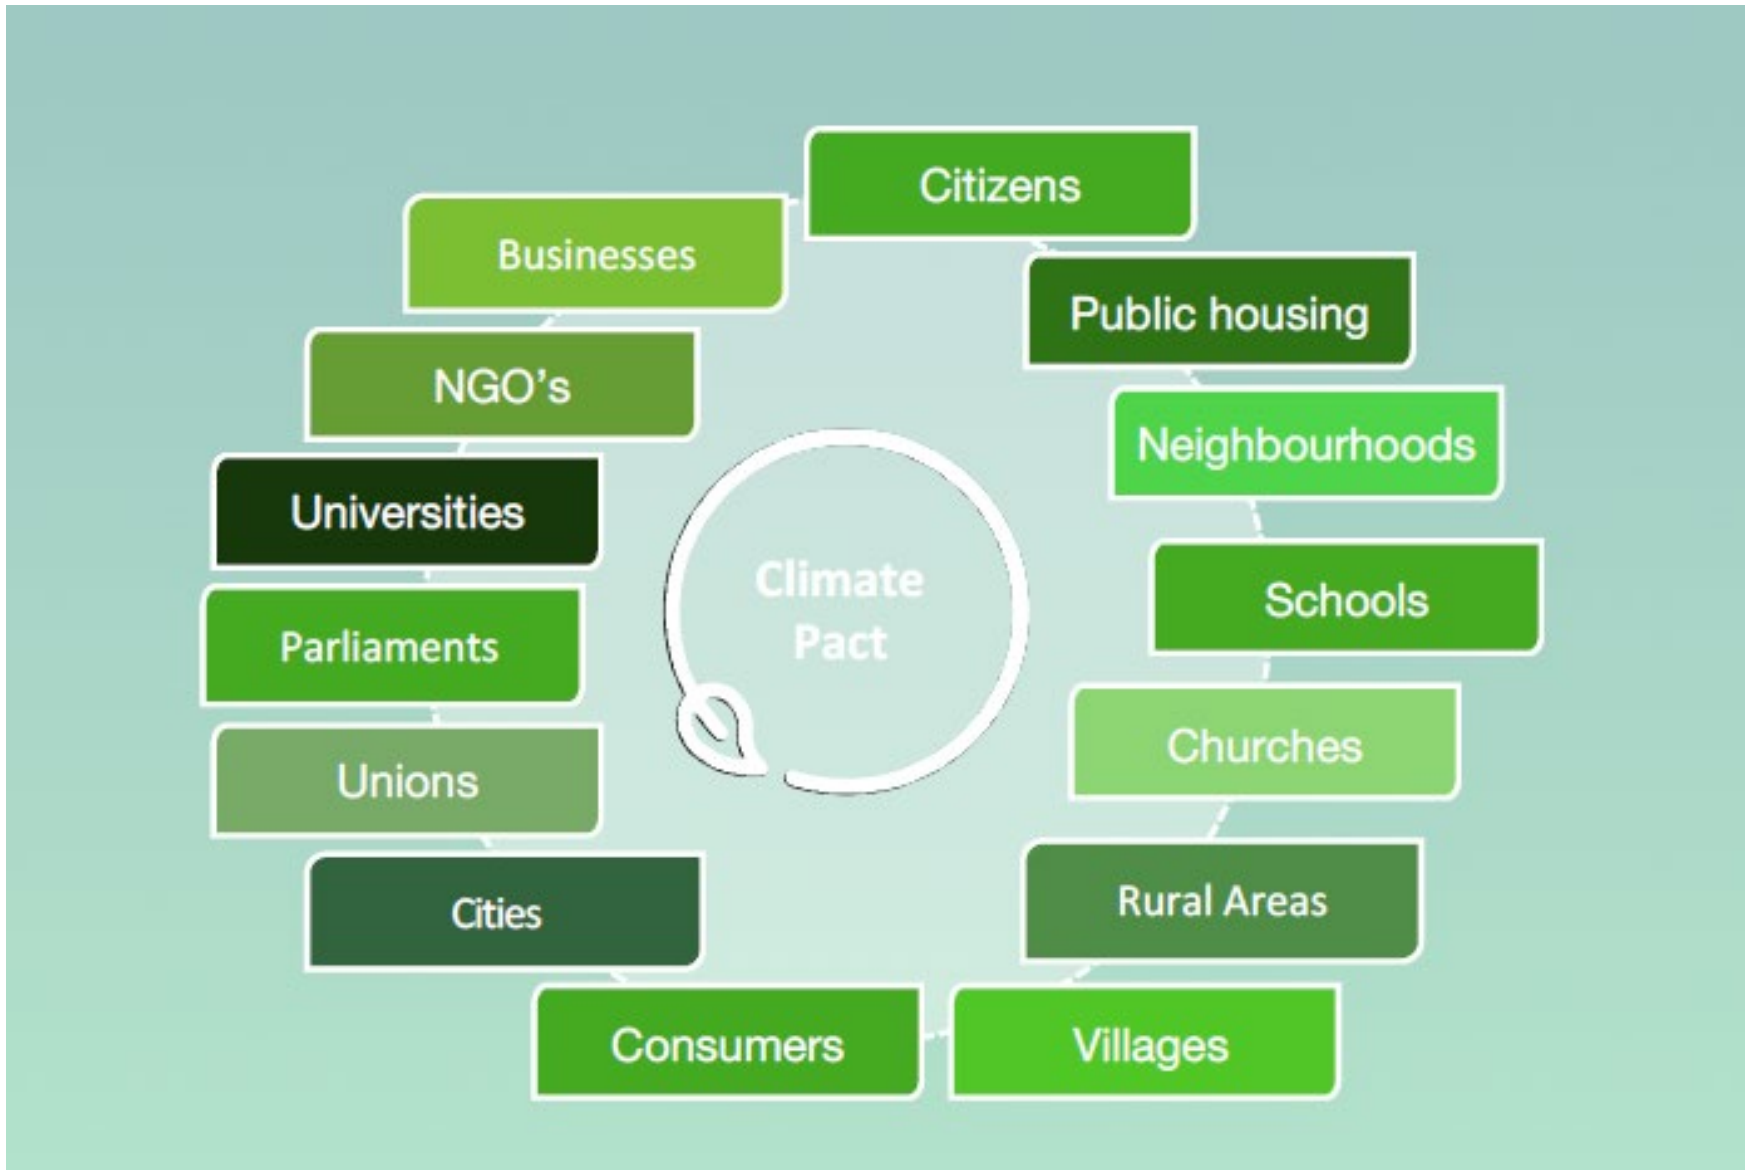 Citizens
Businesses
Public housing
NGO’s
Neighbourhoods
Universities
Climate
Pact
Schools
Parliaments
Churches
Unions
Rural Areas
Cities
Consumers
Villages